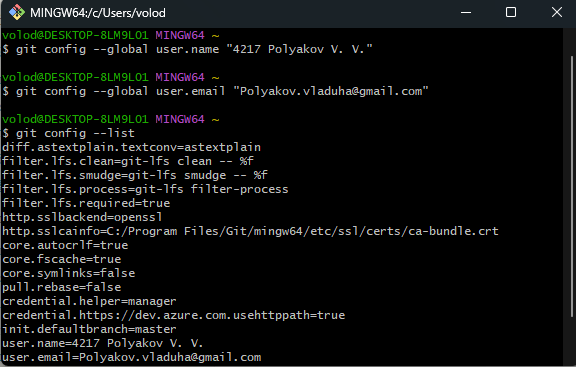 MINGW64:/c/Users/volod
volod@DESKTOP-8LM9LO1 MINGW64 ~
$ git config --global user.name "4217 Polyakov V. V."
volod@DESKTOP-8LM9LO1 MINGW64 ~
$ git config --global user.email "Polyakov.vladuha@gmail.com"
volod@DESKTOP-8LM9LO1 MINGW64 ~
$ git config --list
diff.astextplain.textconv=astextplain
filter.lfs.clean=git-lfs clean -- %f
filter.lfs.smudge=git-lfs smudge -- %f
filter.lfs.process=git-lfs filter-process
filter.lfs.required=true
http.sslbackend=openssl
http.sslcainfo=C:/Program Files/Git/mingw64/etc/ssl/certs/ca-bundle.crt
core.autocrlf=true
core.fscache=true
core.symlinks=false
pull.rebase=false
credential.helper=manager
credential.https://dev.azure.com.usehttppath=true
init.defaultbranch=master
user.name=4217 Polyakov V. V.
user.email=Polyakov.vladuha@gmail.com